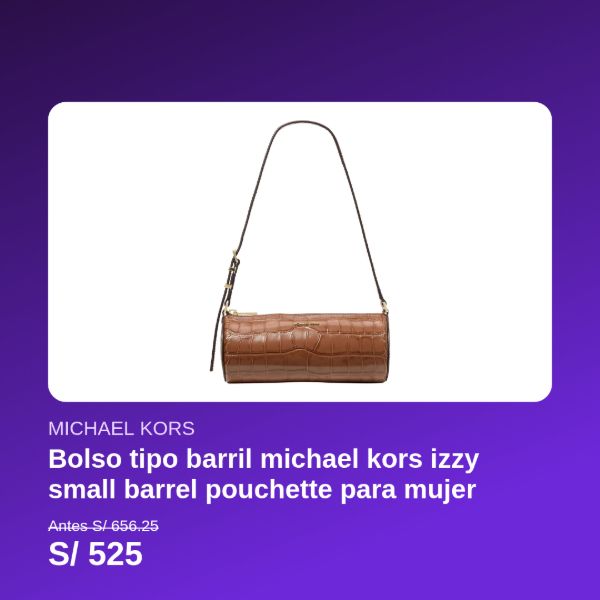 MICHAEL KORS
Bolso tipo barril michael kors izzy
small barrel pouchette para mujer
Antes S/ 656.25
S/ 525